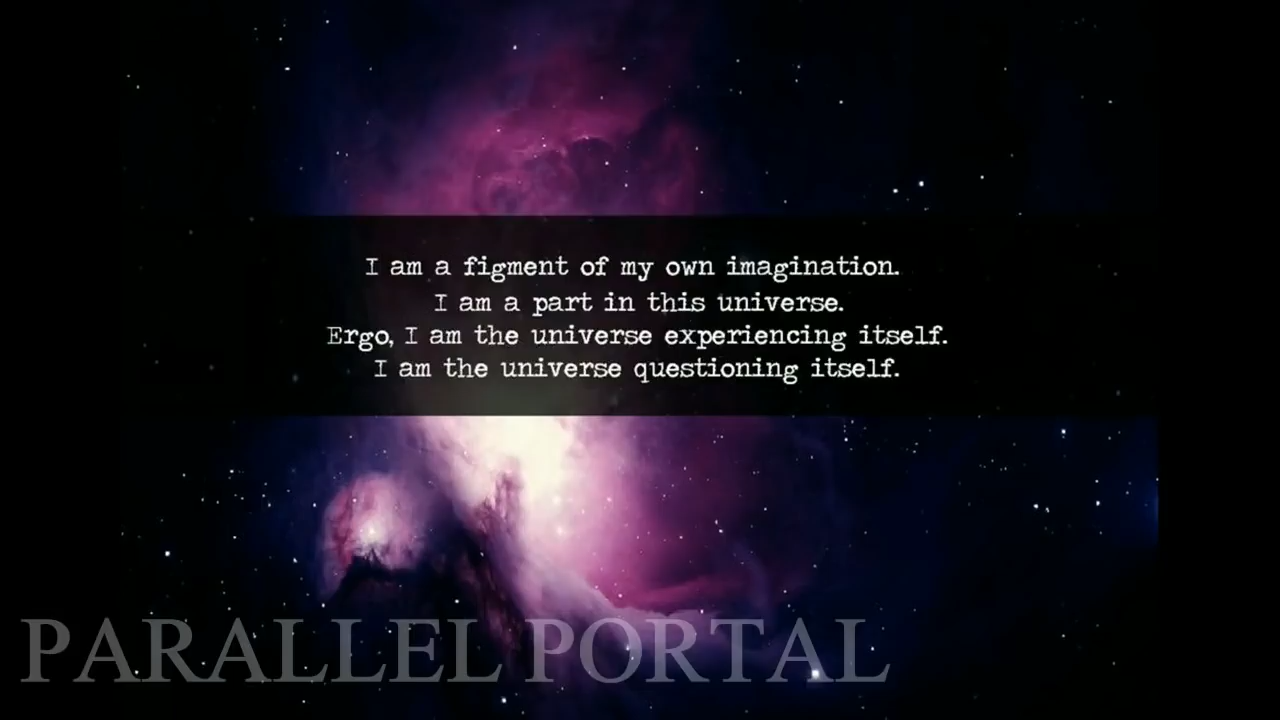 I am a figment of my own imagination.
I am a part in this universe.
Ergo, I am the universe experiencing itself.
I am the universe questioning itself.
PARALLEL PORTAL